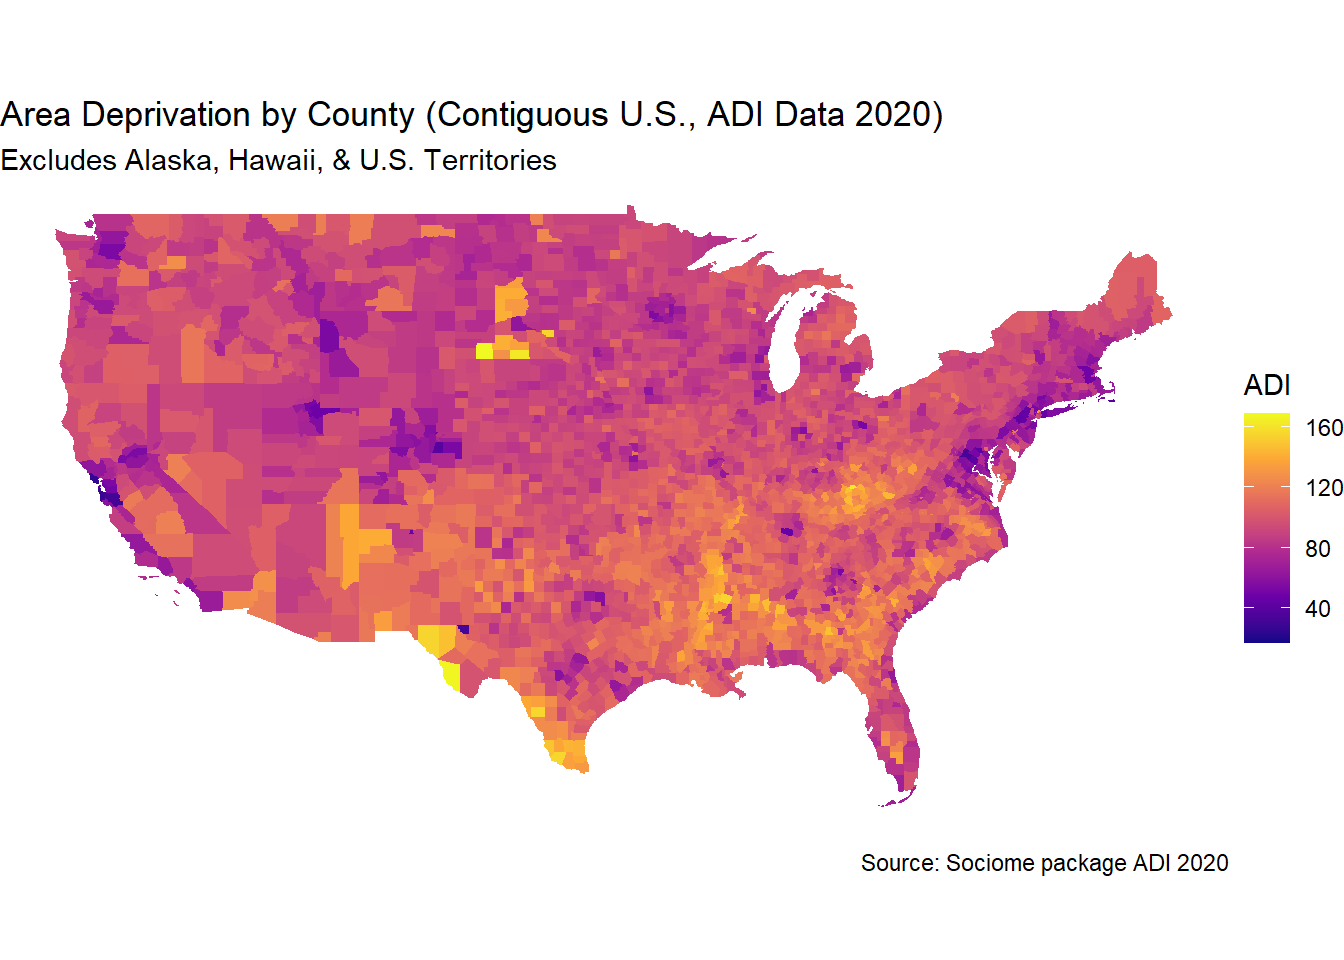 Area Deprivation by County (Contiguous U.S., ADI Data 2020)
Excludes Alaska, Hawaii, & U.S. Territories
ADI
160
120
80
40
Source: Sociome package ADI 2020